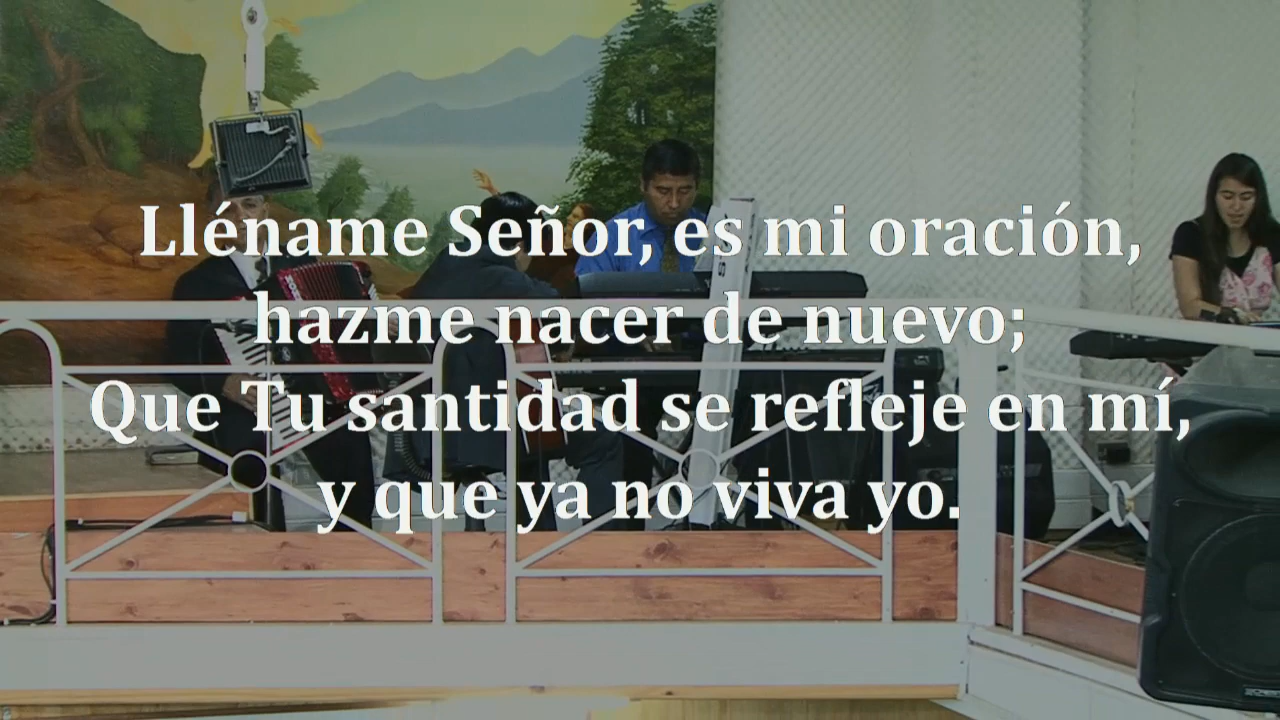 Lléname Señor, es mi oración,
hazme nacer de nuevo;
Que Tu santidad se refleje en mí,
y que ya no viva yo.